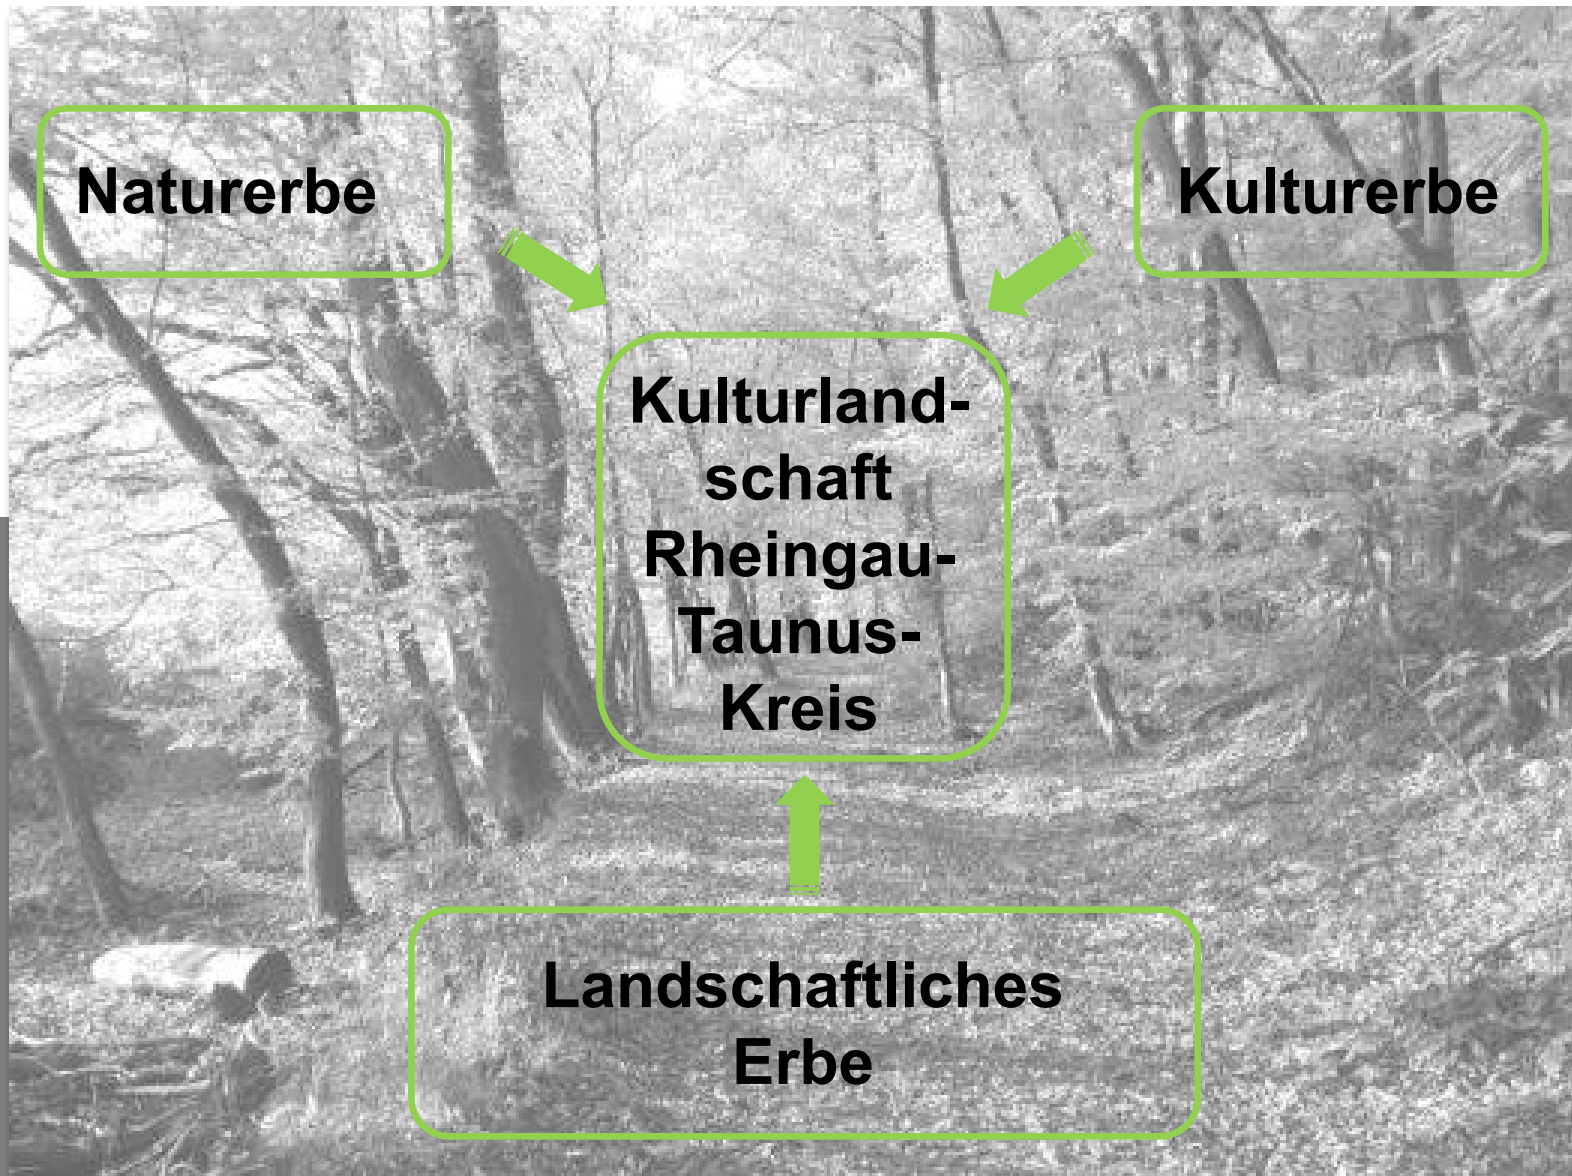 Naturerbe
Kulturerbe
Kulturland-
schaft
Rheingau-
Taunus-
Kreis
Landschaftliches
Erbe